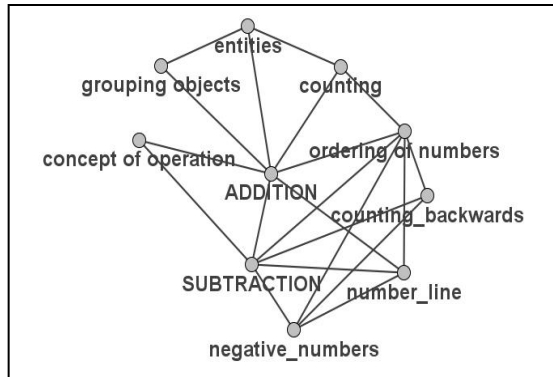 entities
grouping objects
counting
ordering of numbers
concept of operation
ADDITION
counting_backwards
SUBTRACTION
number_line
negative_numbers